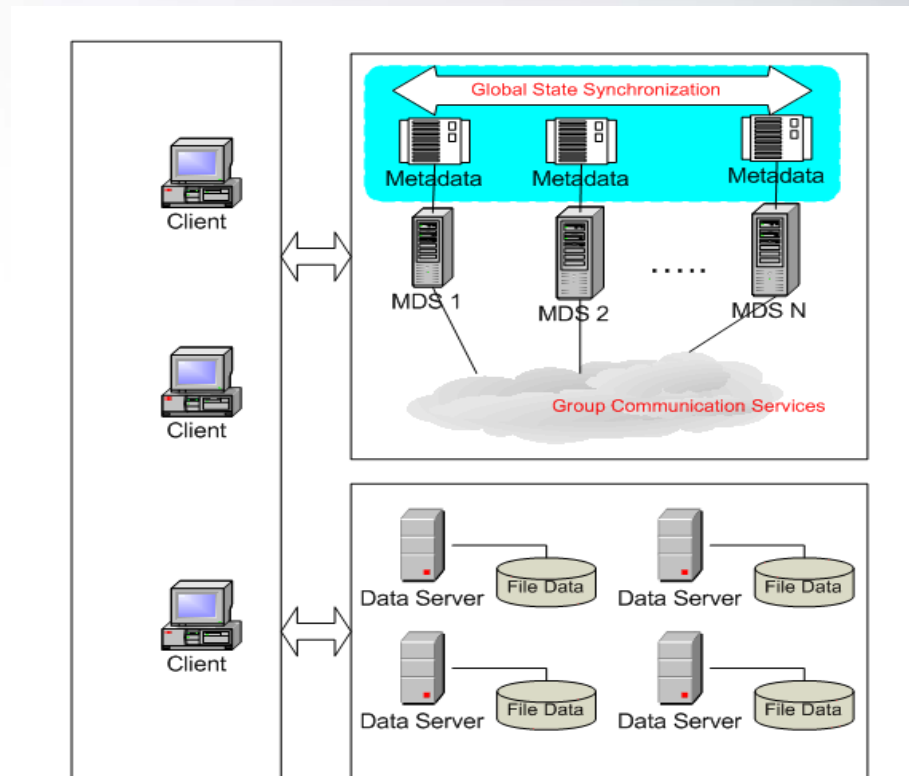 Global State Synchronization
Metadata
Metadata
Metadata
Client
MDS 1
MDS 2
.....
MDS N
Group Communication Services
Client
Data Server
File Data
Data Server
File Data
Client
Data Server
File Data
Data Server
File Data